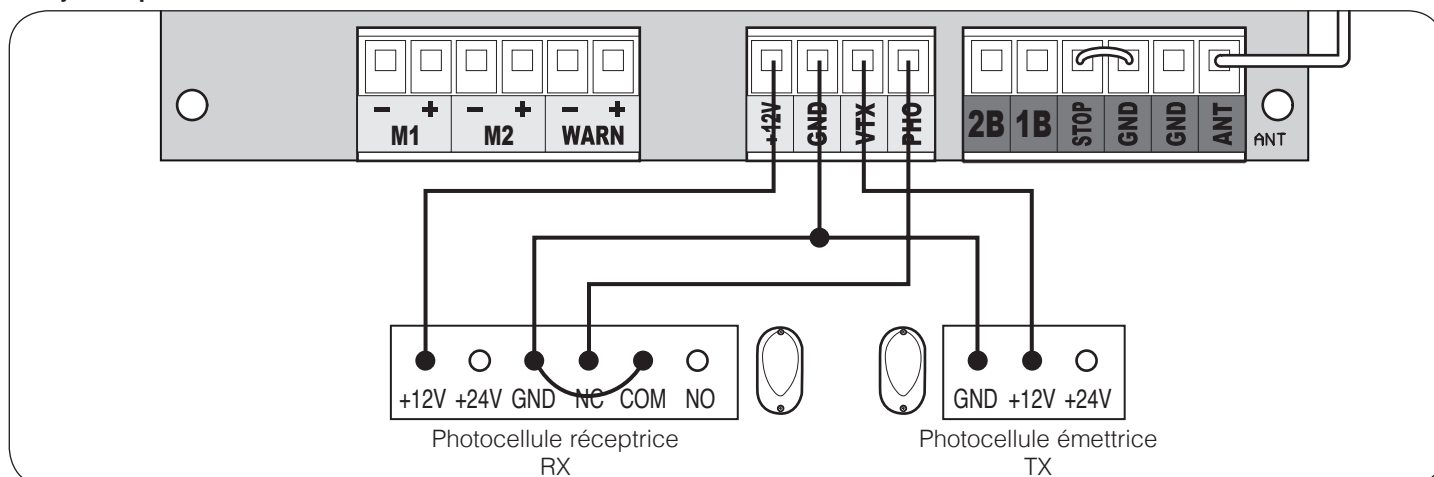 - + - + - +
M1 M2 WARN
+12V GND VTX PHO
2B 1B STOP GND GND ANT
ANT
+12V +24V GND NC COM NO
Photocellule réceptrice
RX
GND +12V +24V
Photocellule émettrice
TX